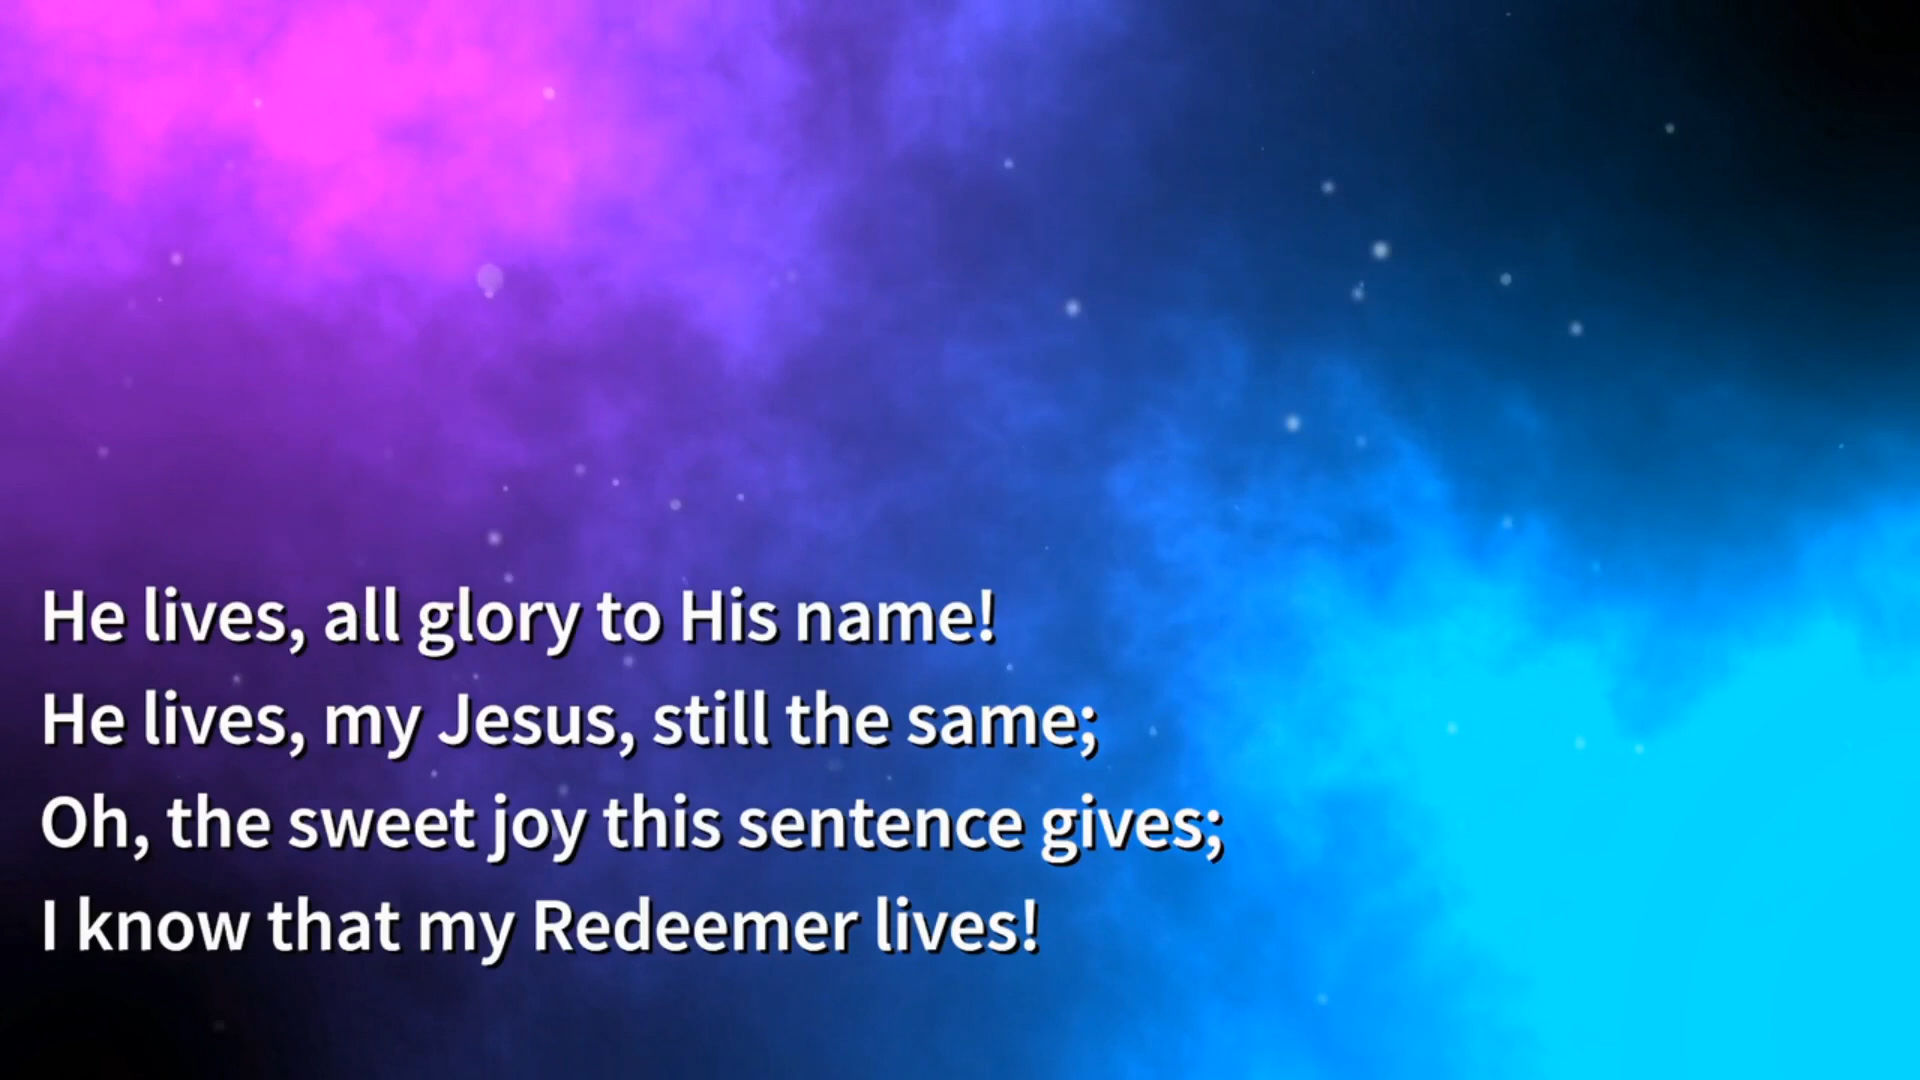 He lives, all glory to His name!
He lives, my Jesus, still the same;
Oh, the sweet joy this sentence gives;
I know that my Redeemer lives!